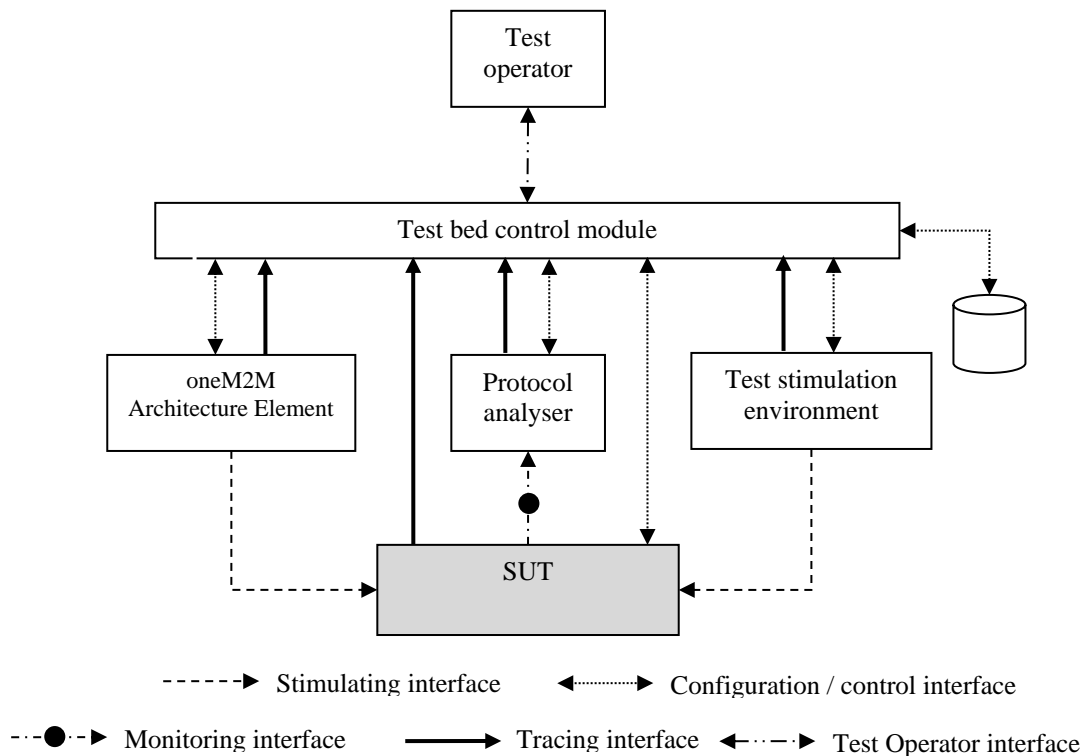 Test
operator
Test bed control module
oneM2M
Architecture Element
Protocol
analyser
Test stimulation
environment
SUT
Stimulating interface
Configuration / control interface
Monitoring interface
Tracing interface
Test Operator interface